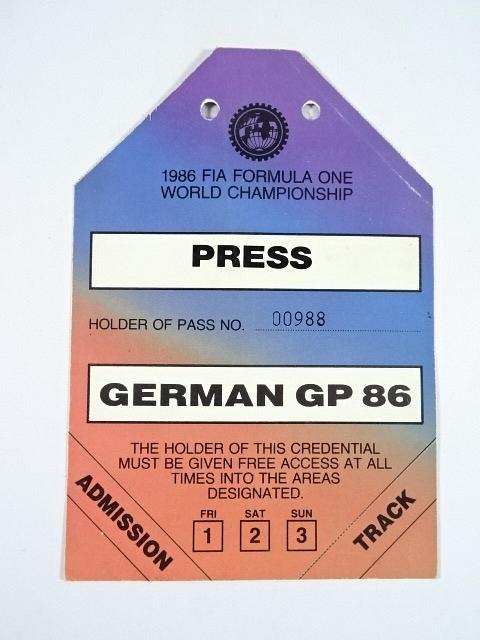 1986 FIA FORMULA ONE
WORLD CHAMPIONSHIP
PRESS
HOLDER OF PASS NO. 00988
GERMAN GP 86
THE HOLDER OF THIS CREDENTIAL
MUST BE GIVEN FREE ACCESS AT ALL
TIMES INTO THE AREAS
DESIGNATED.
FRI SAT SUN
1 2 3
ADMISSION
TRACK